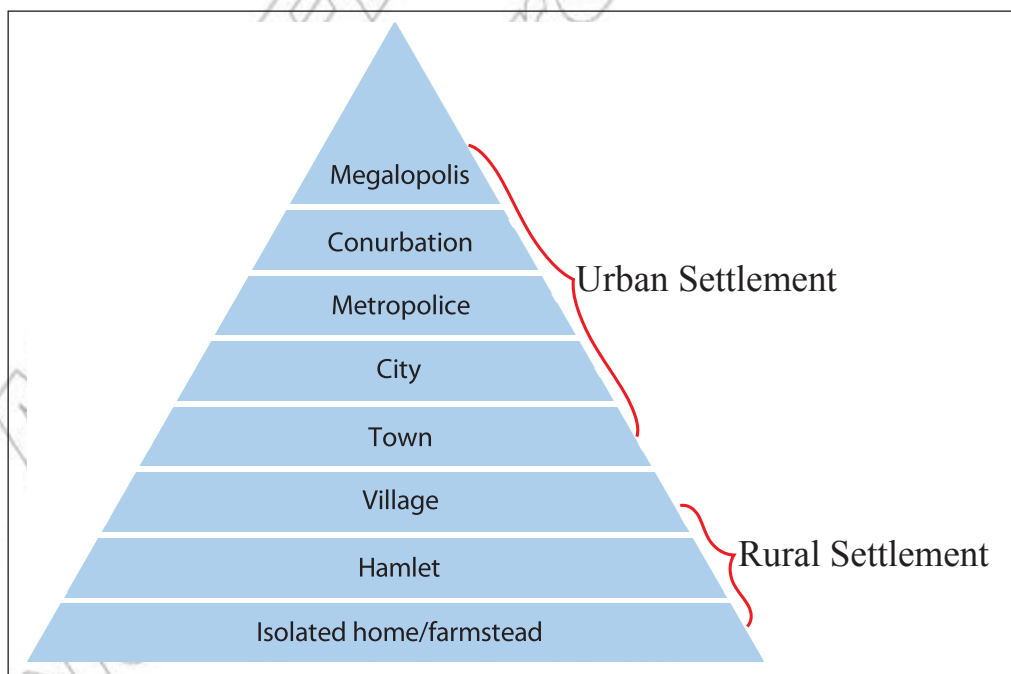 Megalopolis
Conurbation
Urban Settlement
Metropolice
City
Town
Village
Rural Settlement
Hamlet
Isolated home/farmstead